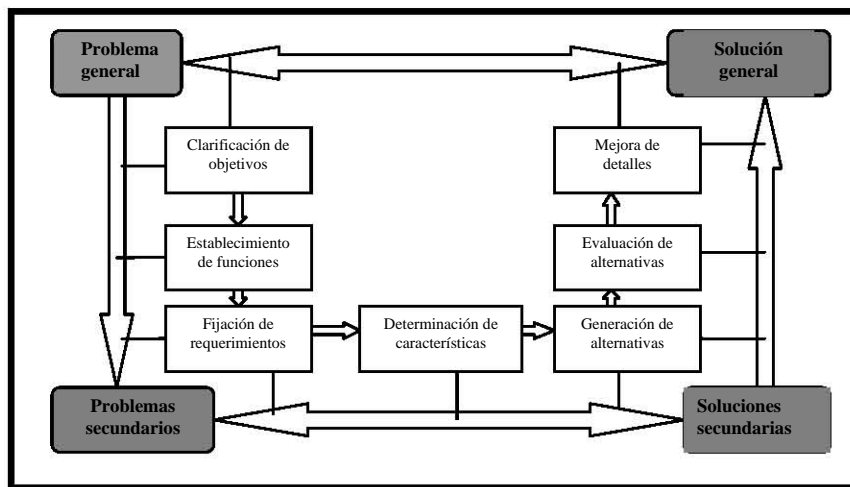 Problema
general
Solución
general
Clarificación de
objetivos
Mejora de
detalles
Establecimiento
de funciones
Evaluación de
alternativas
Fijación de
requerimientos
Determinación de
características
Generación de
alternativas
Problemas
secundarios
Soluciones
secundarias